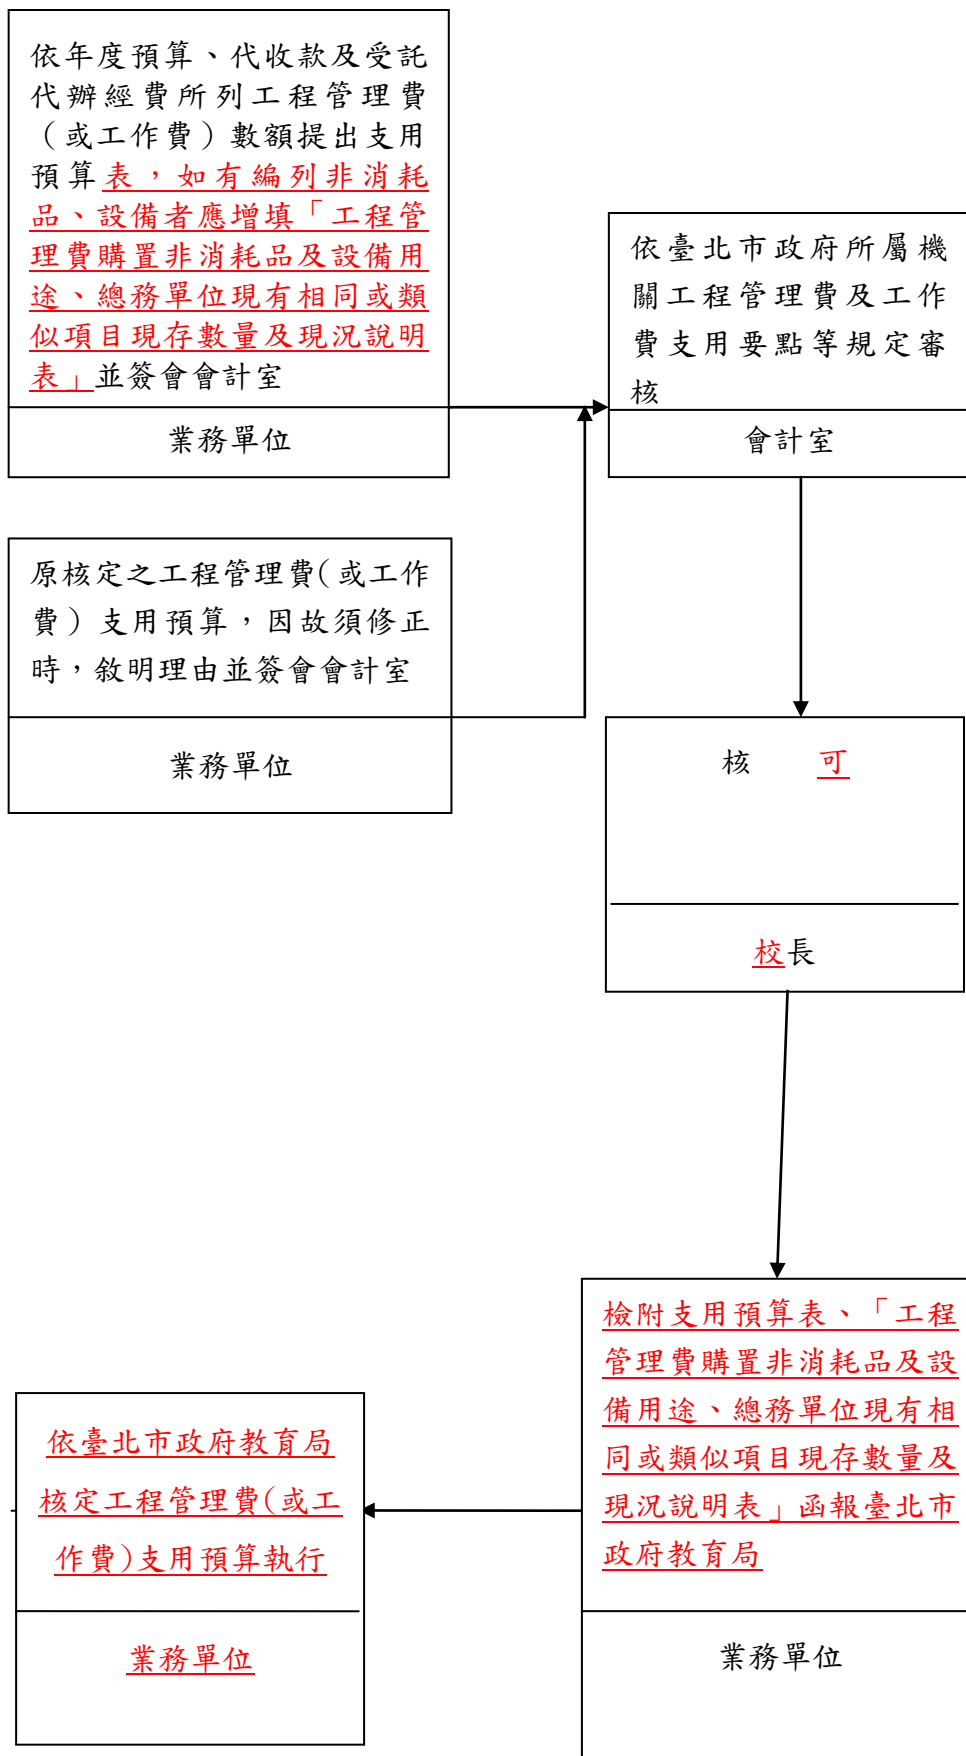 依年度預算、代收款及受託
代辦經費所列工程管理費
（或工作費）數額提出支用
預算表，如有編列非消耗
品、設備者應增填「工程管
理費購置非消耗品及設備用
途、總務單位現有相同或類
似項目現存數量及現況說明
表」並簽會會計室
業務單位
依臺北市政府所屬機
關工程管理費及工作
費支用要點等規定審
核
會計室
原核定之工程管理費(或工作
費）支用預算，因故須修正
時，敘明理由並簽會會計室
業務單位
核　可
校長
檢附支用預算表、「工程
管理費購置非消耗品及設
備用途、總務單位現有相
同或類似項目現存數量及
現況說明表」函報臺北市
政府教育局
業務單位
依臺北市政府教育局
核定工程管理費(或工
作費)支用預算執行
業務單位